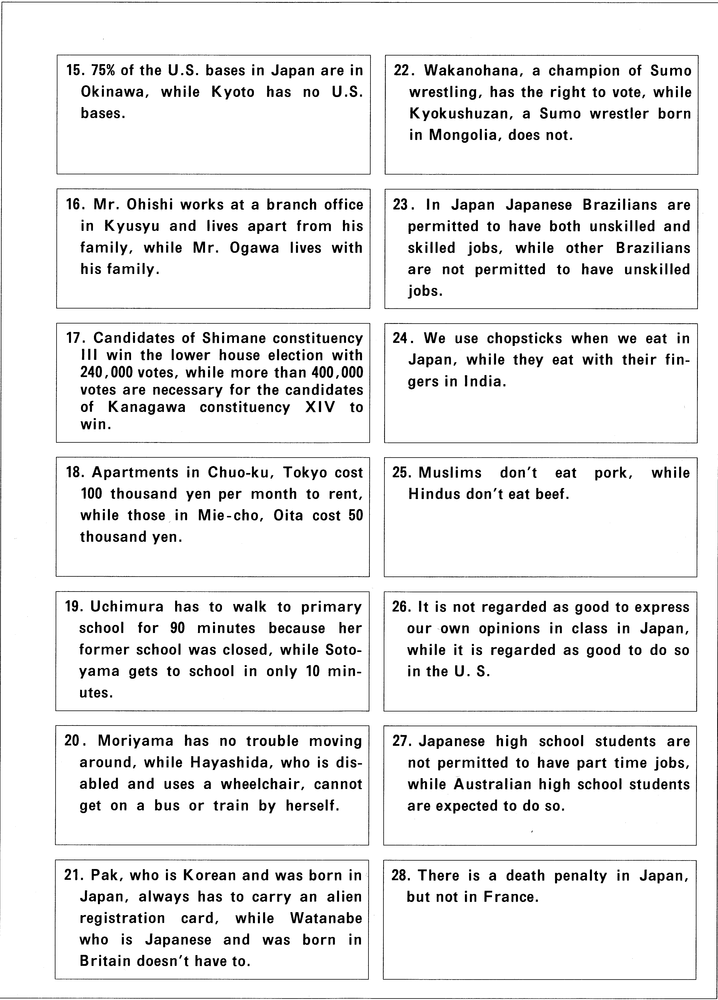 15. 75% of the U.S. bases in Japan are in
Okinawa, while Kyoto has no U.S.
bases.
16. Mr. Ohishi works at a branch office
in Kyusyu and lives apart from his
family, while Mr. Ogawa lives with
his family.
17. Candidates of Shimane constituency
III win the lower house election with
240,000 votes, while more than 400,000
votes are necessary for the candidates
of Kanagawa constituency XIV to
win.
18. Apartments in Chuo-ku, Tokyo cost
100 thousand yen per month to rent,
while those in Mie-cho, Oita cost 50
thousand yen.
19. Uchimura has to walk to primary
school for 90 minutes because her
former school was closed, while Soto-
yama gets to school in only 10 min-
utes.
20. Moriyama has no trouble moving
around, while Hayashida, who is dis-
abled and uses a wheelchair, cannot
get on a bus or train by herself.
21. Pak, who is Korean and was born in
Japan, always has to carry an alien
registration card, while Watanabe
who is Japanese and was born in
Britain doesn't have to.
22. Wakanohana, a champion of Sumo
wrestling, has the right to vote, while
Kyokushuzan, a Sumo wrestler born
in Mongolia, does not.
23. In Japan Japanese Brazilians are
permitted to have both unskilled and
skilled jobs, while other Brazilians
are not permitted to have unskilled
jobs.
24. We use chopsticks when we eat in
Japan, while they eat with their fin-
gers in India.
25. Muslims don't eat pork, while
Hindus don't eat beef.
26. It is not regarded as good to express
our own opinions in class in Japan,
while it is regarded as good to do so
in the U. S.
27. Japanese high school students are
not permitted to have part time jobs,
while Australian high school students
are expected to do so.
28. There is a death penalty in Japan,
but not in France.